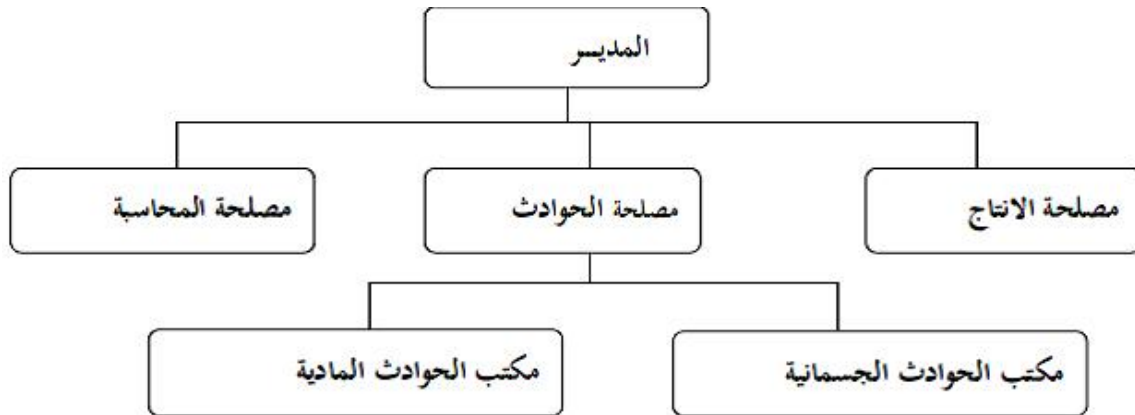 المديـر
مصلحة الانتاج
مصلحة الحوادث
مصلحة المحاسبة
مكتب الحوادث الجسمانية
مكتب الحوادث المادية